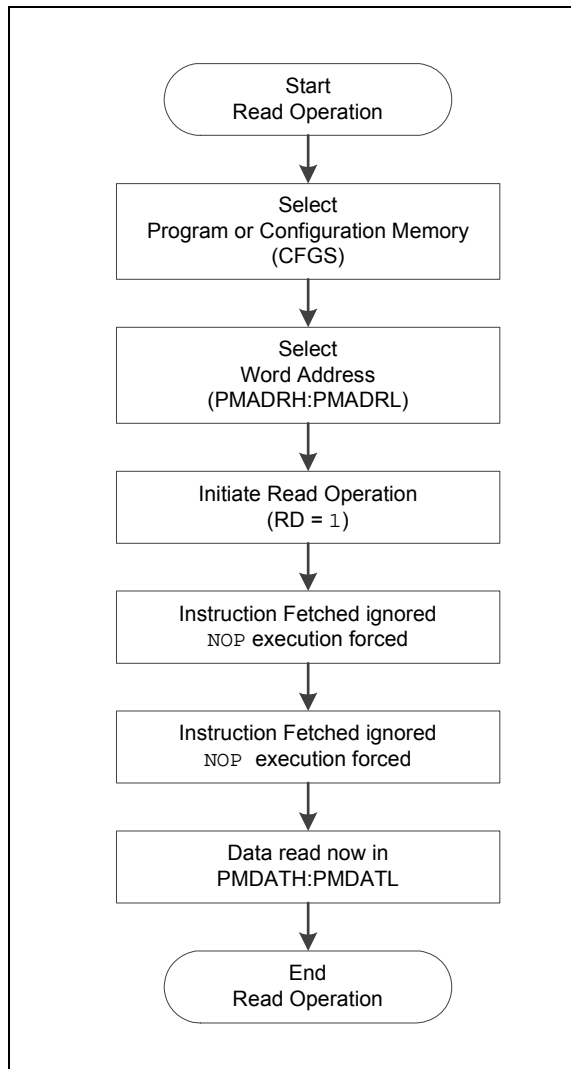 Start
Read Operation
Select
Program or Configuration Memory
(CFGS)
Select
Word Address
(PMADRH:PMADRL)
Initiate Read Operation
(RD = 1)
Instruction Fetched ignored
NOP execution forced
Instruction Fetched ignored
NOP execution forced
Data read now in
PMDATH:PMDATL
End
Read Operation